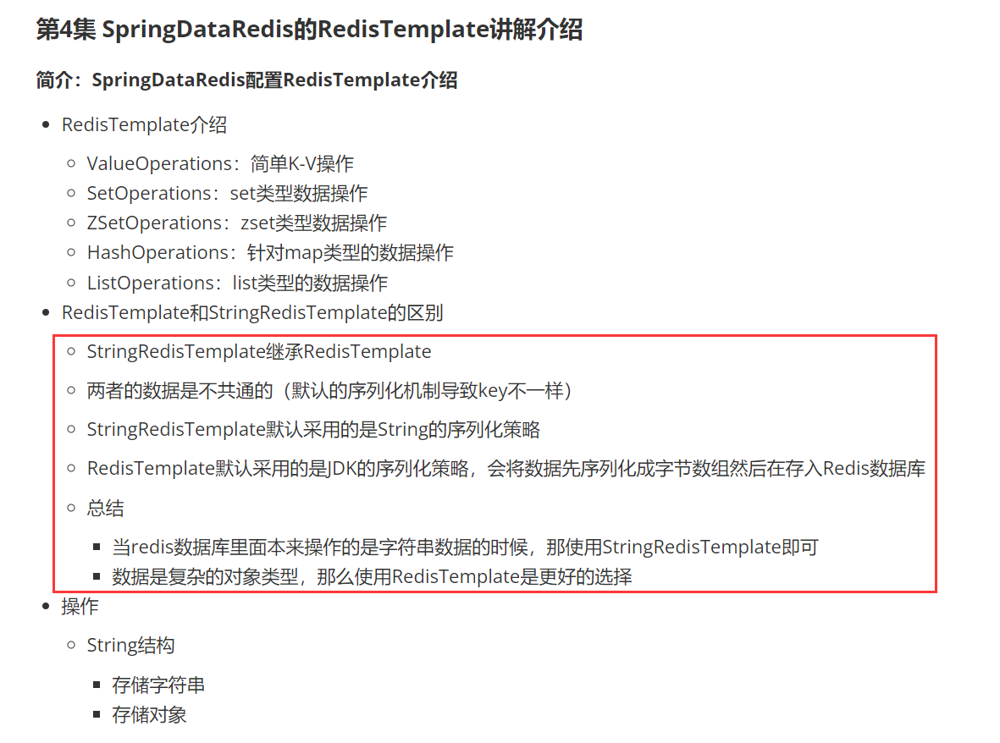 第4集 SpringDataRedis的RedisTemplate讲解介绍
简介：SpringDataRedis配置RedisTemplate介绍
RedisTemplate介绍
ValueOperations：简单K-V操作
SetOperations：set类型数据操作
ZSetOperations：zset类型数据操作
HashOperations：针对map类型的数据操作
ListOperations：list类型的数据操作
RedisTemplate和StringRedisTemplate的区别
StringRedisTemplate继承RedisTemplate
两者的数据是不共通的（默认的序列化机制导致key不一样）
StringRedisTemplate默认采用的是String的序列化策略
RedisTemplate默认采用的是JDK的序列化策略，会将数据先序列化成字节数组然后在存入Redis数据库
总结
当redis数据库里面本来操作的是字符串数据的时候，那使用StringRedisTemplate即可
数据是复杂的对象类型，那么使用RedisTemplate是更好的选择
操作
String结构
存储字符串
存储对象